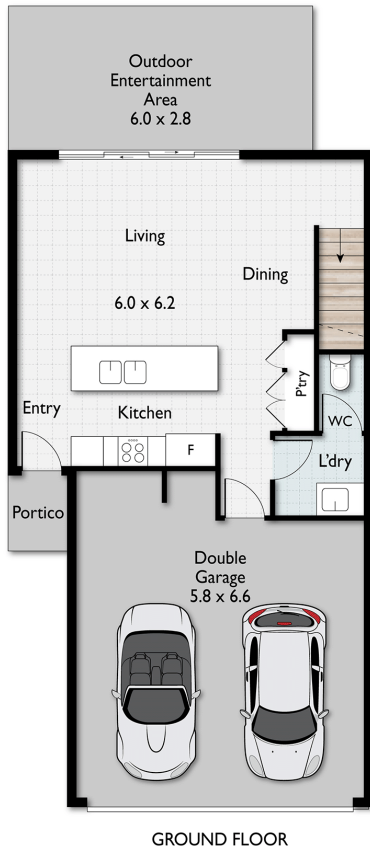 Outdoor
Entertainment
Area
6.0 x 2.8
Living
Dining
6.0 x 6.2
P'try
Entry
Kitchen
WC
F
L'dry
Portico
Double
Garage
5.8 x 6.6
GROUND FLOOR